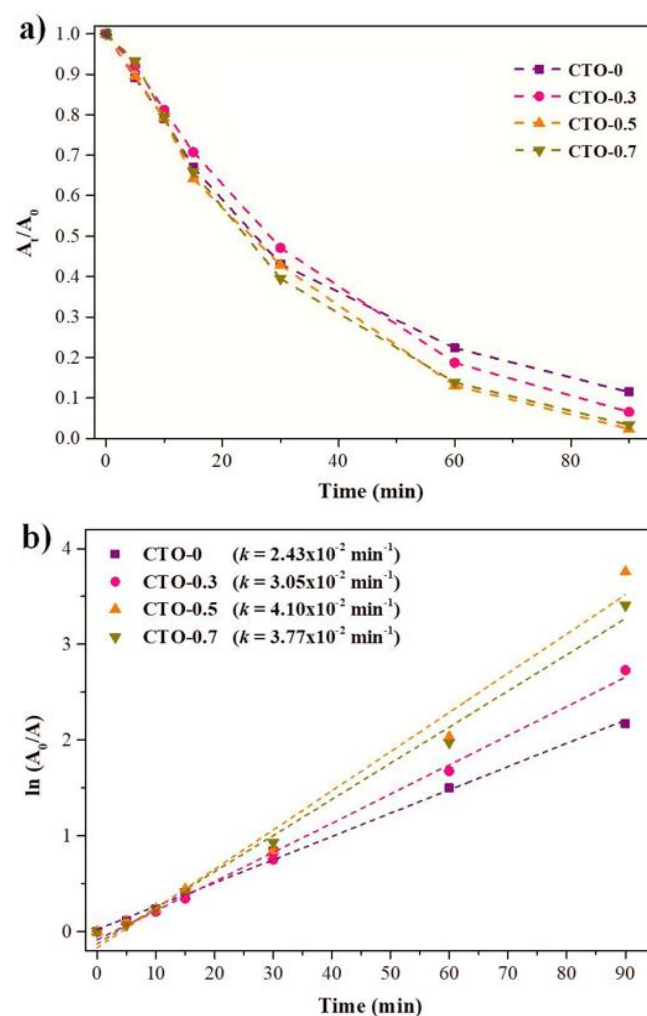 a)
1.0
0.9
0.8
0.7
0.6
0.5
0.4
0.3
0.2
0.1
0.0
Aₜ/A₀
CTO-0
CTO-0.3
CTO-0.5
CTO-0.7
0 20 40 60 80
Time (min)
b)
4
3
2
1
0
ln (A₀/A)
CTO-0 (k = 2.43x10⁻² min⁻¹)
CTO-0.3 (k = 3.05x10⁻² min⁻¹)
CTO-0.5 (k = 4.10x10⁻² min⁻¹)
CTO-0.7 (k = 3.77x10⁻² min⁻¹)
0 10 20 30 40 50 60 70 80 90
Time (min)